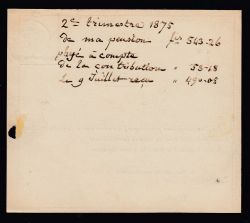 2e trimestre 1875
de ma pension frs 543-26
payé à compte
de la contribution " 53-18
le 9 Juillet reçu " 490-08